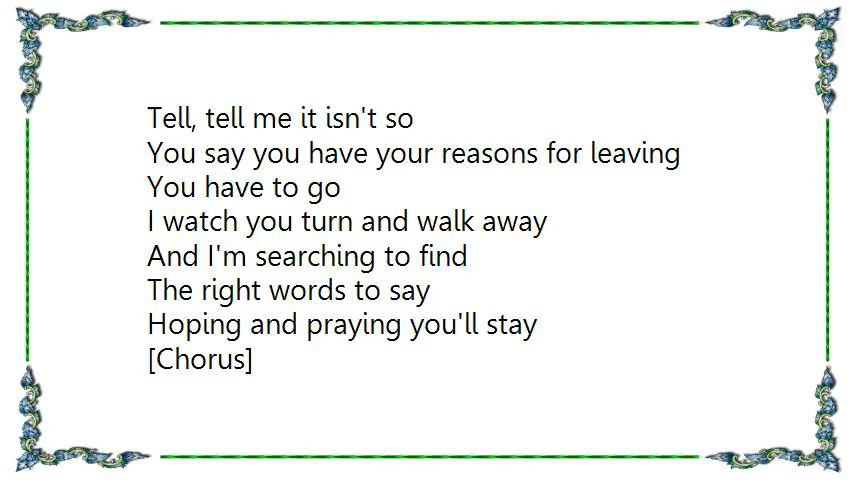 Tell, tell me it isn't so
You say you have your reasons for leaving
You have to go
I watch you turn and walk away
And I'm searching to find
The right words to say
Hoping and praying you'll stay
[Chorus]